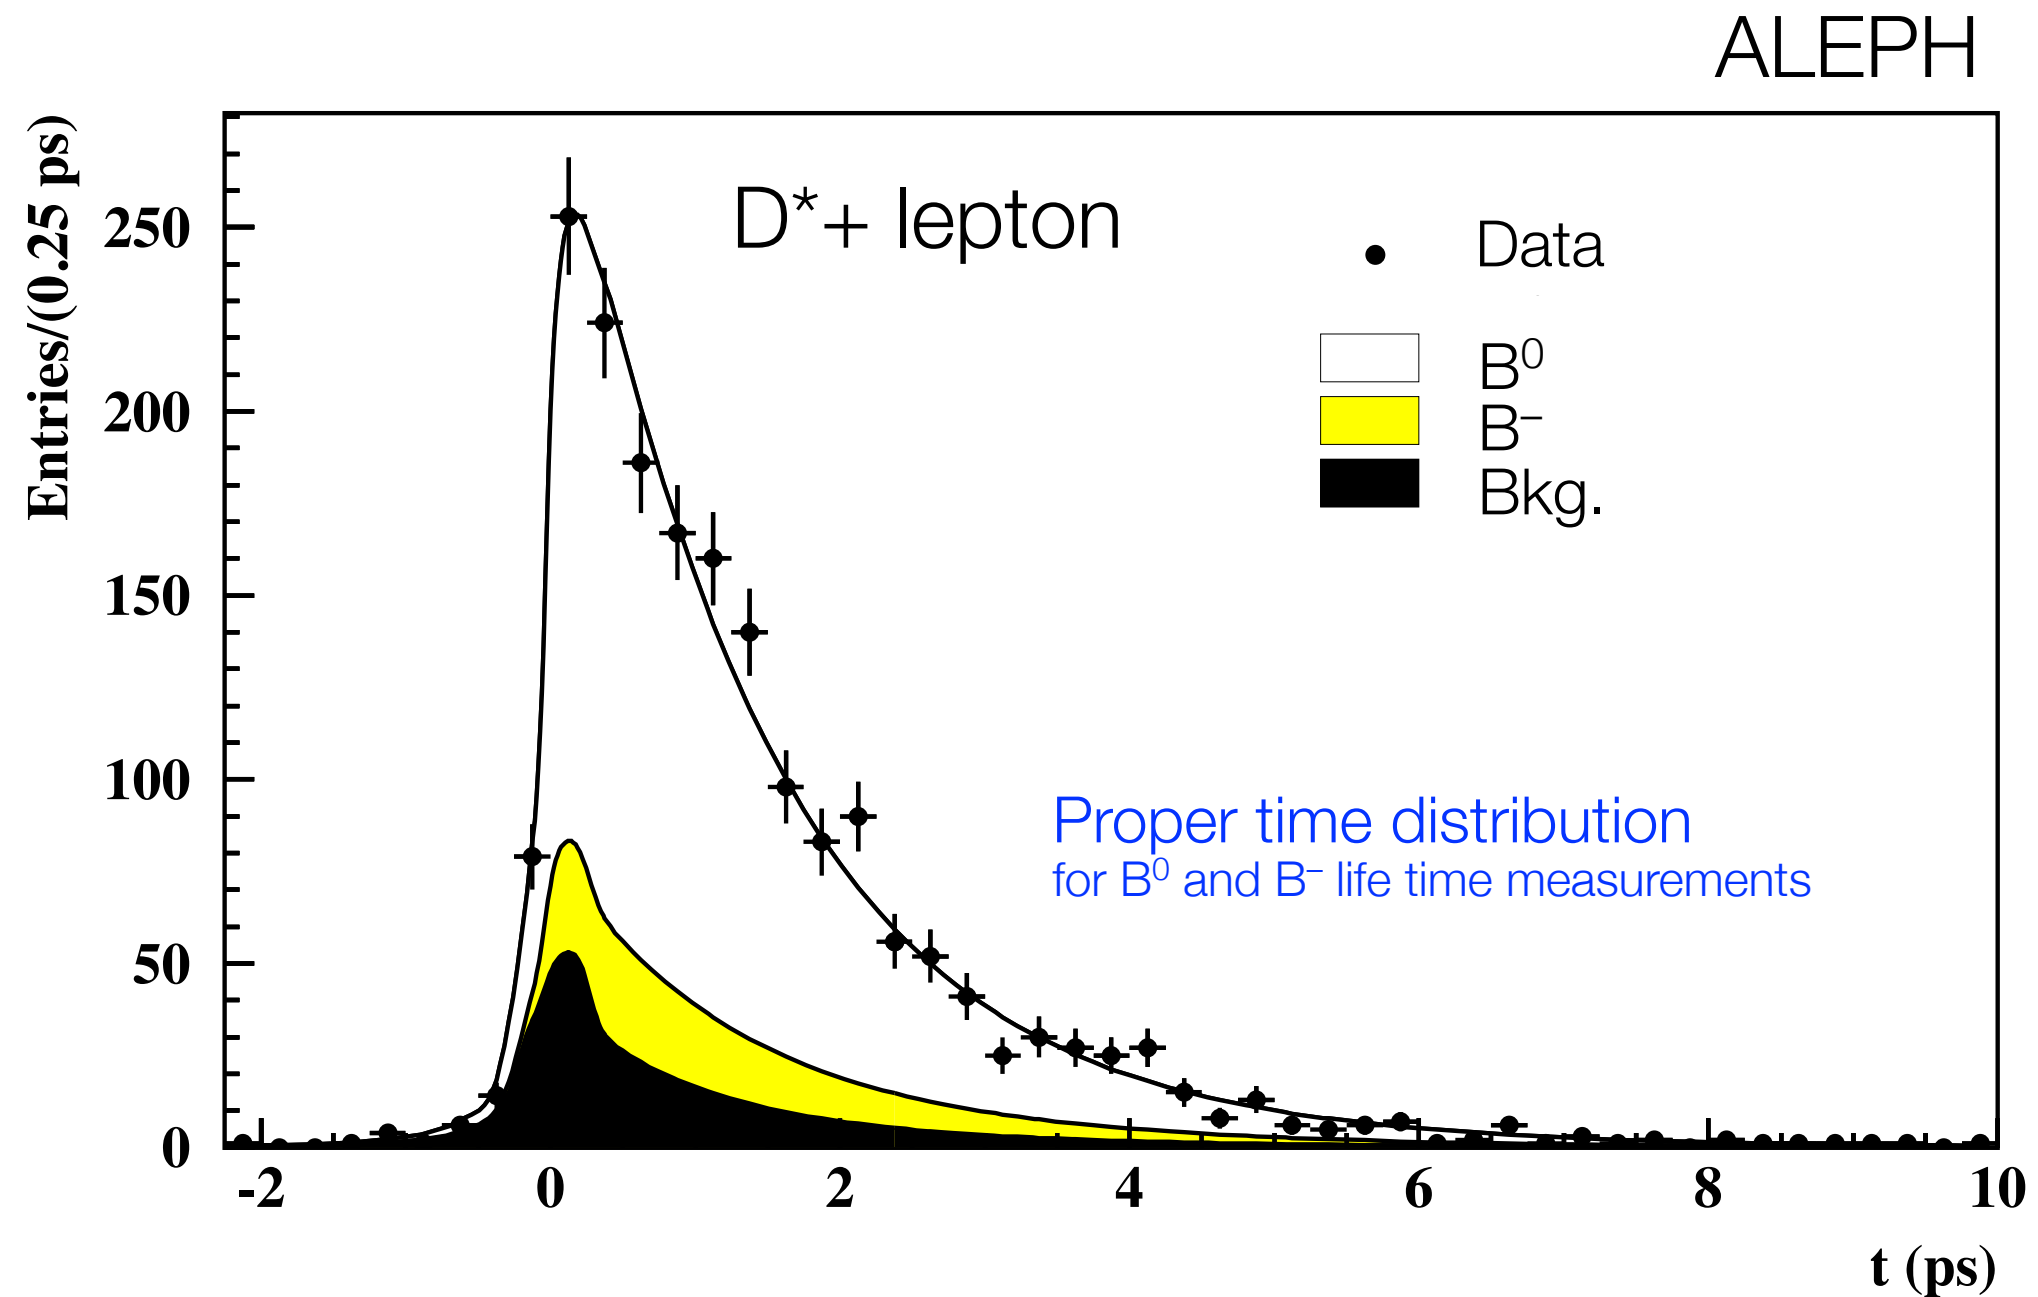 ALEPH
Entries/(0.25 ps)
D*+ lepton
Data
B⁰
B⁻
Bkg.
Proper time distribution
for B⁰ and B⁻ life time measurements
250
200
150
100
50
0
-2 0 2 4 6 8 10
t (ps)